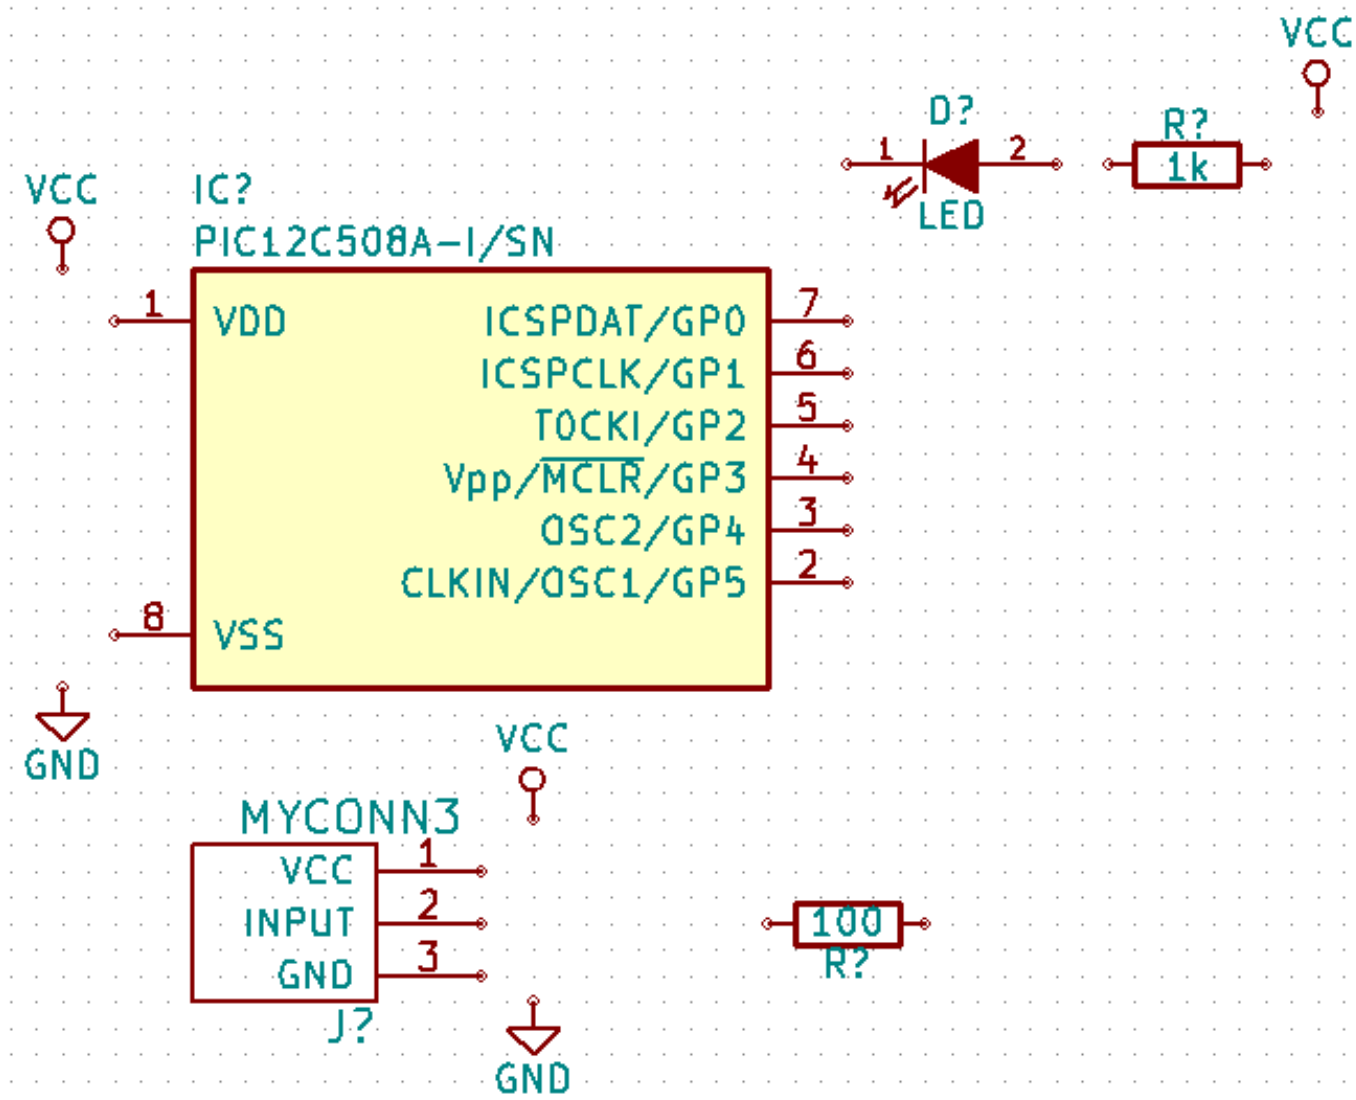 VCC
D?
R?
1 2
1k
LED
VCC
IC?
PIC12C508A-I/SN
1
VDD
ICSPDAT/GP0
7
ICSPCLK/GP1
6
T0CKI/GP2
5
Vpp/MCLR/GP3
4
OSC2/GP4
3
CLKIN/OSC1/GP5
2
8
VSS
GND
VCC
MYCONN3
VCC
1
INPUT
2
GND
3
J?
GND
100
R?